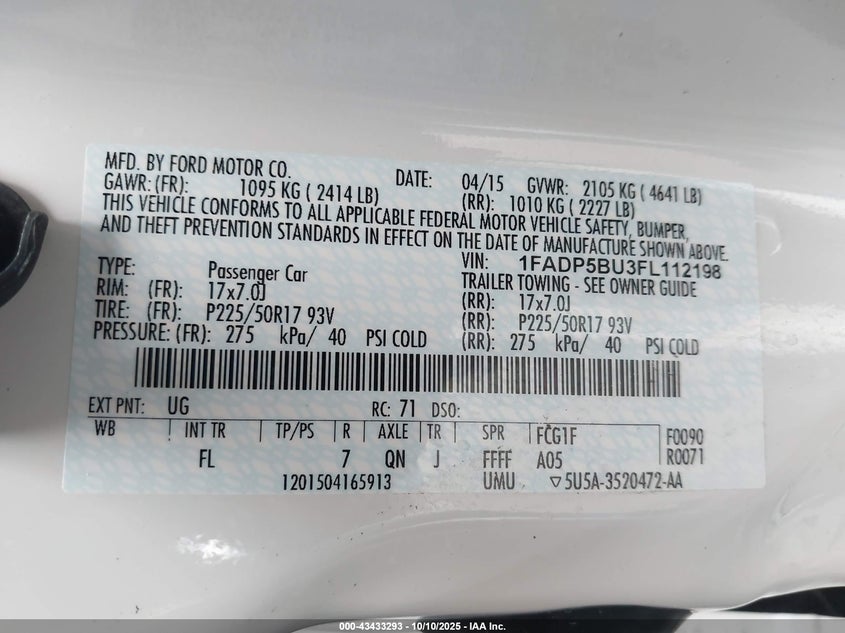 MFD. BY FORD MOTOR CO. DATE: 04/15 GVWR: 2105 KG ( 4641 LB)
GAWR: (FR): 1095 KG ( 2414 LB) (RR): 1010 KG ( 2227 LB)
THIS VEHICLE CONFORMS TO ALL APPLICABLE FEDERAL MOTOR VEHICLE SAFETY, BUMPER,
AND THEFT PREVENTION STANDARDS IN EFFECT ON THE DATE OF MANUFACTURE SHOWN ABOVE.
VIN: 1FADP5BU3FL112198
TYPE: Passenger Car TRAILER TOWING - SEE OWNER GUIDE
RIM: (FR): 17x7.0J (RR): 17x7.0J
TIRE: (FR): P225/50R17 93V (RR): P225/50R17 93V
PRESSURE: (FR): 275 kPa/ 40 PSI COLD (RR): 275 kPa/ 40 PSI COLD
H H
EXT PNT: UG RC: 71 DSO:
WB INT TR TP/PS R AXLE TR SPR FCG1F F0090
FL 7 QN J FFFF A05 R0071
1201504165913 UMU ▽5U5A-3520472-AA
000-43433293 - 10/10/2025 - IAA Inc.